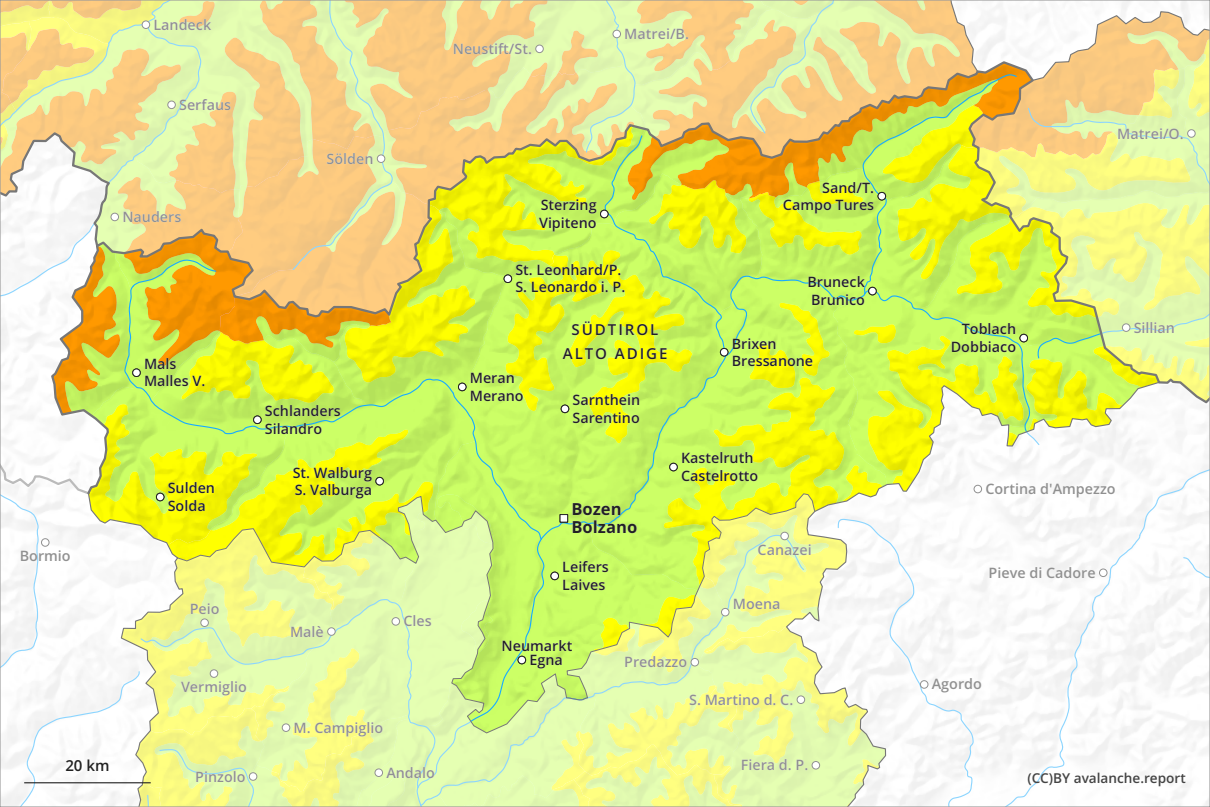 Landeck
Neustift/St.
Matrei/B.
Serfaus
Matrei/O.
Sölden
Sand/T.
Campo Tures
Nauders
Sterzing
Vipiteno
St. Leonhard/P.
S. Leonardo i. P.
Bruneck
Brunico
SÜDTIROL
ALTO ADIGE
Toblach
Dobbiaco
Sillian
Brixen
Bressanone
Mals
Malles V.
Meran
Merano
Sarnthein
Sarentino
Schlanders
Silandro
Kastelruth
Castelrotto
St. Walburg
S. Valburga
Sulden
Solda
Cortina d'Ampezzo
Bozen
Bolzano
Bormio
Canazei
Leifers
Laives
Pieve di Cadore
Peio
Moena
Malè
Cles
Neumarkt
Egna
Predazzo
Vermiglio
Agordo
S. Martino d. C.
M. Campiglio
20 km
Pinzolo
Andalo
Fiera d. P.
(CC)BY avalanche.report